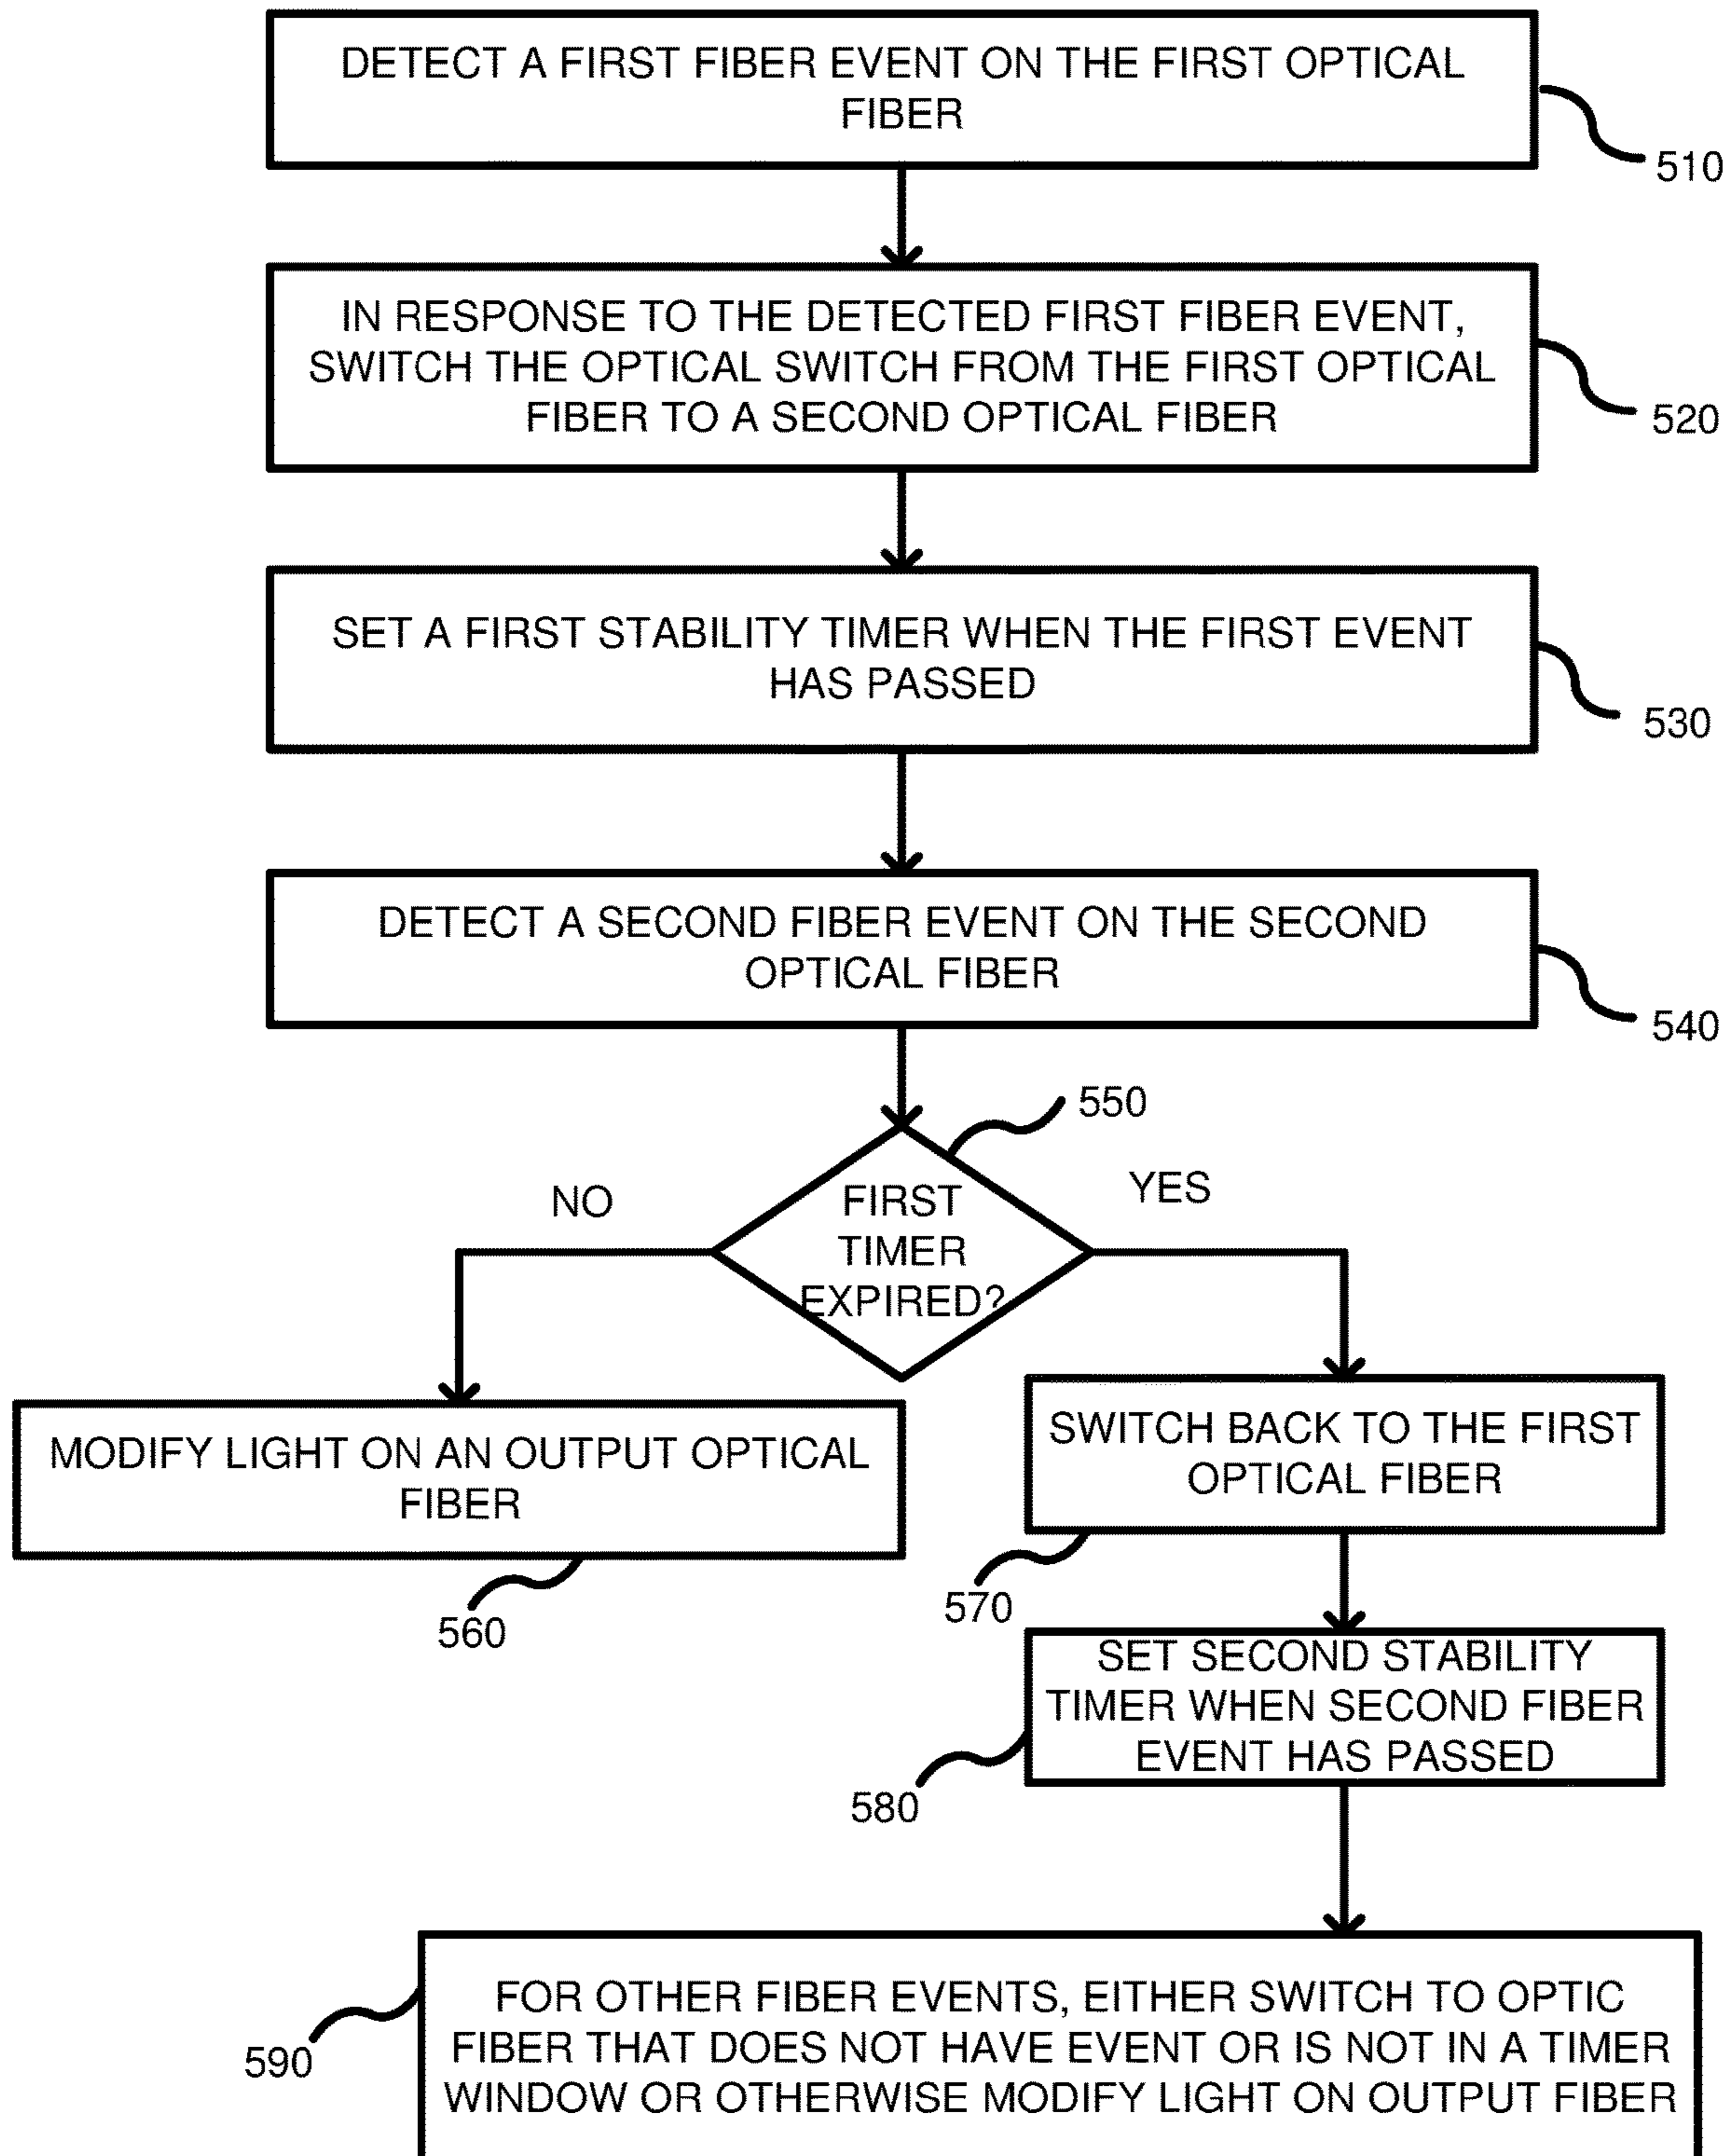 DETECT A FIRST FIBER EVENT ON THE FIRST OPTICAL
FIBER
510
IN RESPONSE TO THE DETECTED FIRST FIBER EVENT,
SWITCH THE OPTICAL SWITCH FROM THE FIRST OPTICAL
FIBER TO A SECOND OPTICAL FIBER
520
SET A FIRST STABILITY TIMER WHEN THE FIRST EVENT
HAS PASSED
530
DETECT A SECOND FIBER EVENT ON THE SECOND
OPTICAL FIBER
540
550
NO
YES
FIRST
TIMER
EXPIRED?
MODIFY LIGHT ON AN OUTPUT OPTICAL
FIBER
560
SWITCH BACK TO THE FIRST
OPTICAL FIBER
570
SET SECOND STABILITY
TIMER WHEN SECOND FIBER
EVENT HAS PASSED
580
FOR OTHER FIBER EVENTS, EITHER SWITCH TO OPTIC
FIBER THAT DOES NOT HAVE EVENT OR IS NOT IN A TIMER
WINDOW OR OTHERWISE MODIFY LIGHT ON OUTPUT FIBER
590